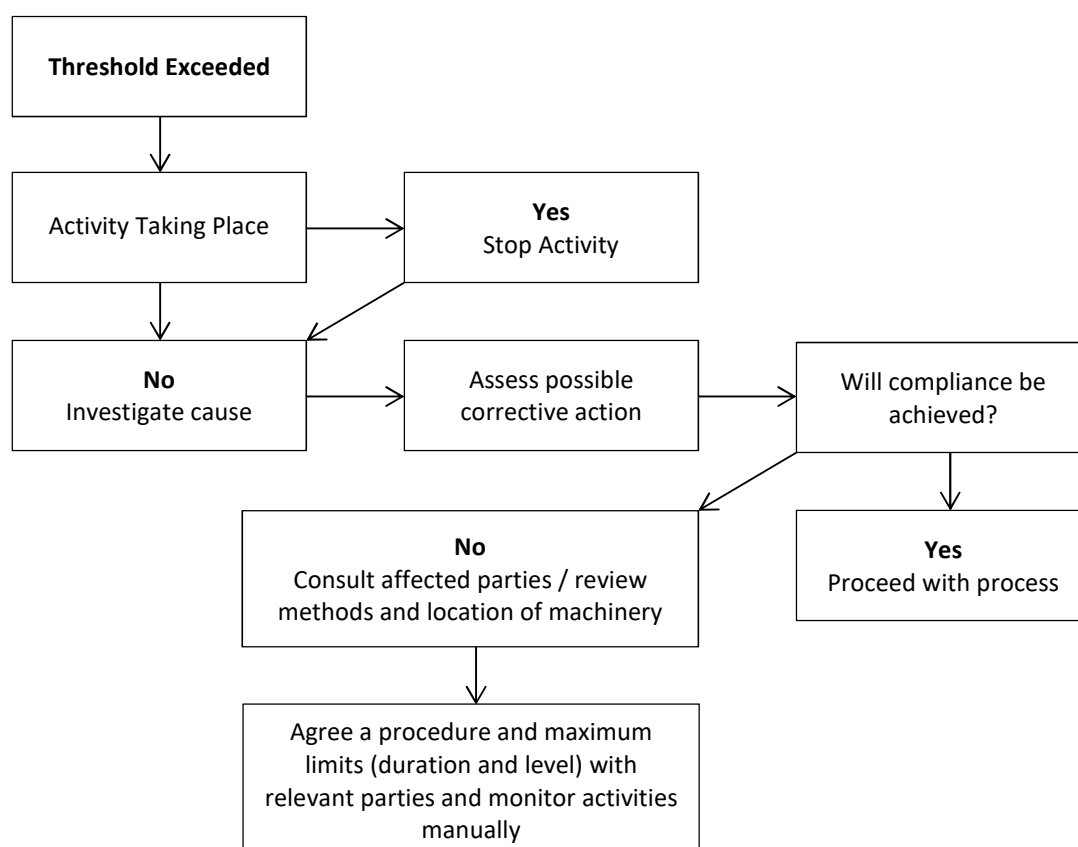 Threshold Exceeded
Activity Taking Place
Yes
Stop Activity
No
Investigate cause
Assess possible
corrective action
Will compliance be
achieved?
No
Consult affected parties / review
methods and location of machinery
Yes
Proceed with process
Agree a procedure and maximum
limits (duration and level) with
relevant parties and monitor activities
manually